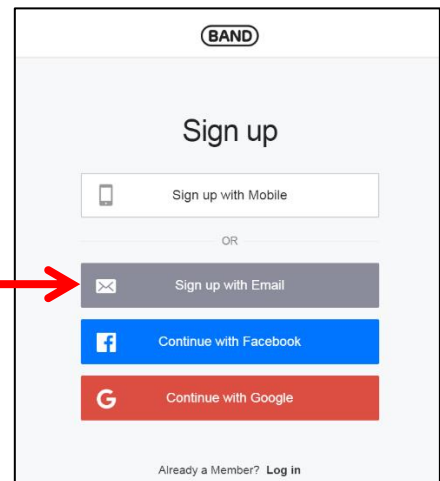 BAND
Sign up
Sign up with Mobile
OR
Sign up with Email
Continue with Facebook
Continue with Google
Already a Member? Log in